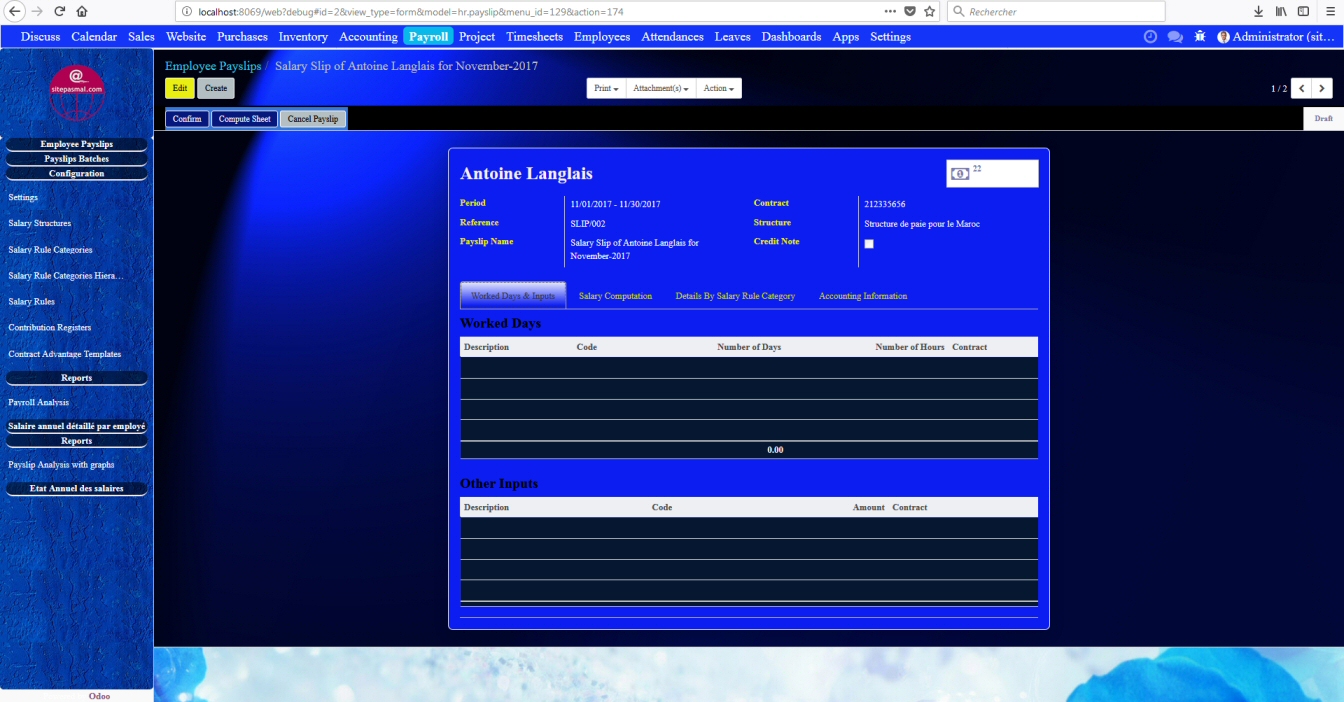 localhost:8069/web?debug#id=2&view_type=form&model=hr.payslip&menu_id=129&action=174
Rechercher
Discuss Calendar Sales Website Purchases Inventory Accounting Payroll Project Timesheets Employees Attendances Leaves Dashboards Apps Settings
Administrator (sit...
@
sitepasmal.com
Employee Payslips / Salary Slip of Antoine Langlais for November-2017
Edit Create
Print Attachment(s) Action
1 / 2
Confirm Compute Sheet Cancel Payslip
Draft
Employee Payslips
Payslips Batches
Configuration
Settings
Salary Structures
Salary Rule Categories
Salary Rule Categories Hiera...
Salary Rules
Contribution Registers
Contract Advantage Templates
Reports
Payroll Analysis
Salaire annuel détaillé par employé
Reports
Payslip Analysis with graphs
Etat Annuel des salaires
Odoo
Antoine Langlais
22
Period 11/01/2017 - 11/30/2017 Contract 212335656
Reference SLIP/002 Structure Structure de paie pour le Maroc
Payslip Name Salary Slip of Antoine Langlais for Credit Note
November-2017
Worked Days & Inputs Salary Computation Details By Salary Rule Category Accounting Information
Worked Days
Description Code Number of Days Number of Hours Contract
0.00
Other Inputs
Description Code Amount Contract